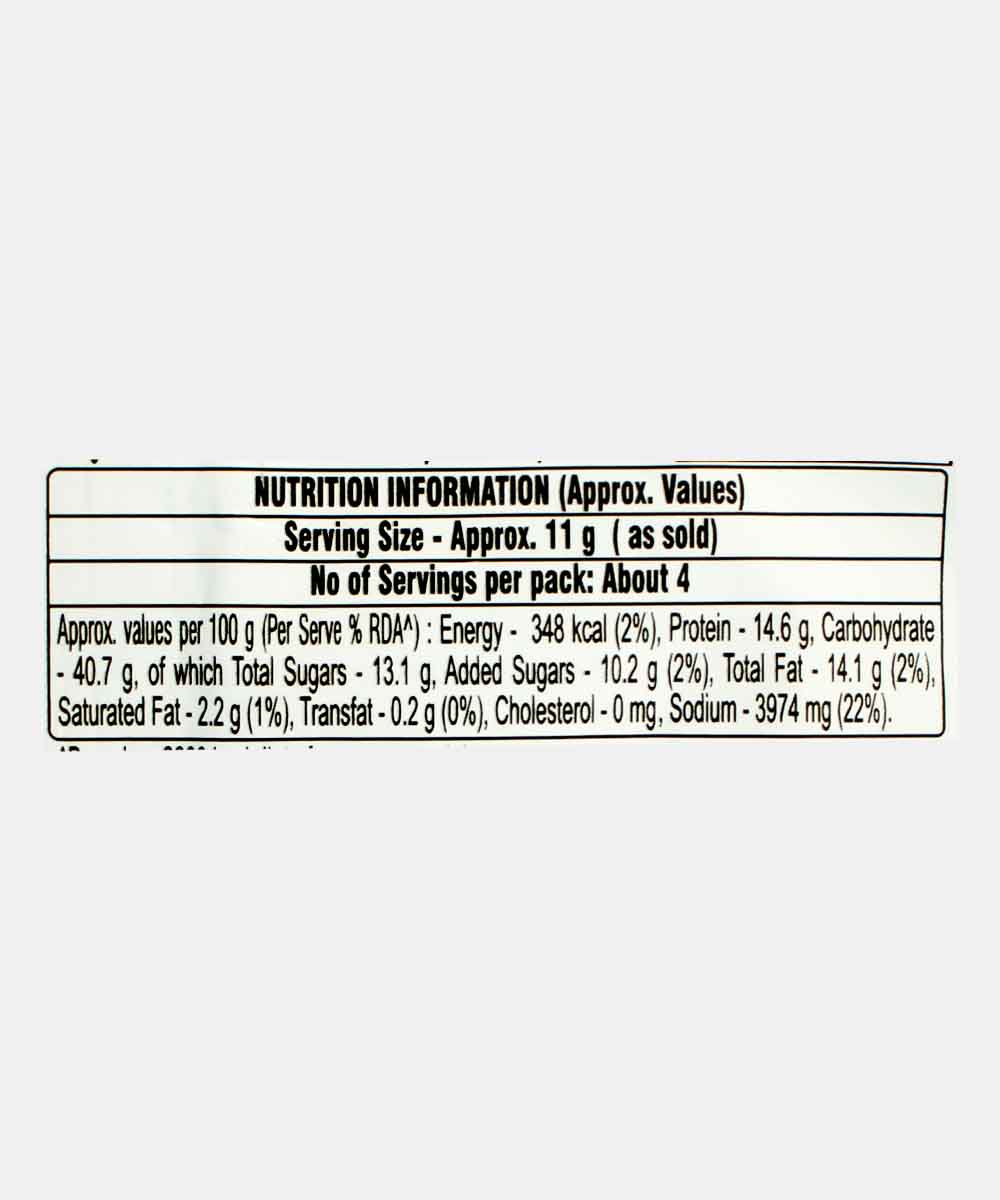 NUTRITION INFORMATION (Approx. Values)
Serving Size - Approx. 11 g ( as sold)
No of Servings per pack: About 4
Approx. values per 100 g (Per Serve % RDA^) : Energy - 348 kcal (2%), Protein - 14.6 g, Carbohydrate
- 40.7 g, of which Total Sugars - 13.1 g, Added Sugars - 10.2 g (2%), Total Fat - 14.1 g (2%),
Saturated Fat - 2.2 g (1%), Transfat - 0.2 g (0%), Cholesterol - 0 mg, Sodium - 3974 mg (22%).